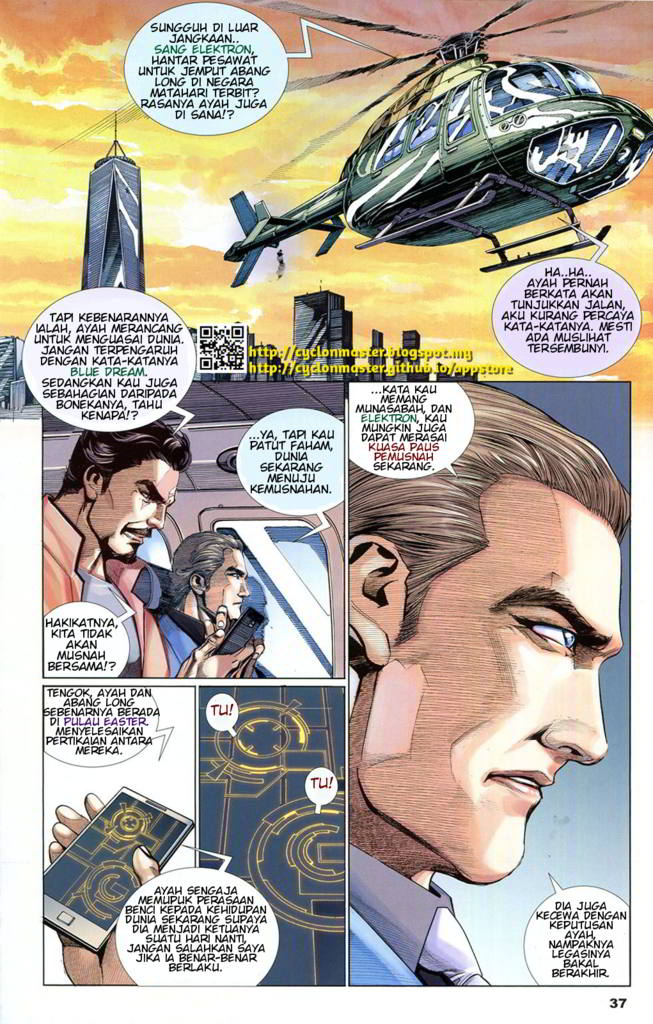 SUNGGUH DI LUAR
JANGKAAN..
SANG ELEKTRON,
HANTAR PESAWAT
UNTUK JEMPUT ABANG
LONG DI NEGARA
MATAHARI TERBIT?
RASANYA AYAH JUGA
DI SANA!?
HA..HA..
AYAH PERNAH
BERKATA AKAN
TUNJUKKAN JALAN,
AKU KURANG PERCAYA
KATA-KATANYA. MESTI
ADA MUSLIHAT
TERSEMBUNYI.
TAPI KEBENARANNYA
IALAH, AYAH MERANCANG
UNTUK MENGUASAI DUNIA.
JANGAN TERPENGARUH
DENGAN KATA-KATANYA
BLUE DREAM.
SEDANGKAN KAU JUGA
SEBAHAGIAN DARIPADA
BONEKANYA, TAHU
KENAPA!?
http://cyclonmaster.blogspot.my
http://cyclonmaster.github.io/appstore
...YA, TAPI KAU
PATUT FAHAM,
DUNIA
SEKARANG
MENUJU
KEMUSNAHAN.
HAKIKATNYA,
KITA TIDAK
AKAN
MUSNAH
BERSAMA!?
...KATA KAU
MEMANG
MUNASABAH, DAN
ELEKTRON, KAU
MUNGKIN JUGA
DAPAT MERASAI
KUASA PAUS
PEMUSNAH
SEKARANG.
TENGOK, AYAH DAN
ABANG LONG
SEBENARNYA BERADA
DI PULAU EASTER.
MENYELESAIKAN
PERTIKAIAN ANTARA
MEREKA.
TU!
TU!
AYAH SENGAJA
MEMUPUK PERASAAN
BENCI KEPADA KEHIDUPAN
DUNIA SEKARANG SUPAYA
DIA MENJADI KETUANYA
SUATU HARI NANTI,
JANGAN SALAHKAN SAYA
JIKA IA BENAR-BENAR
BERLAKU.
DIA JUGA
KECEWA DENGAN
KEPUTUSAN
AYAH,
NAMPAKNYA
LEGASINYA
BAKAL
BERAKHIR.
37